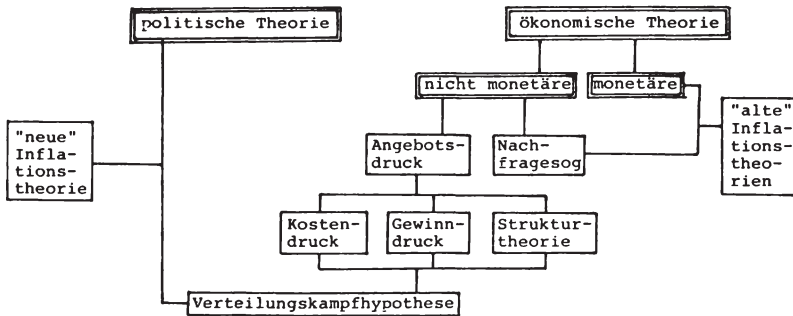 politische Theorie
ökonomische Theorie
nicht monetäre
monetäre
"neue"
Infla-
tions-
theorie
Angebots-
druck
Nach-
fragesog
"alte"
Infla-
tions-
theo-
rien
Kosten-
druck
Gewinn-
druck
Struktur-
theorie
Verteilungskampfhypothese